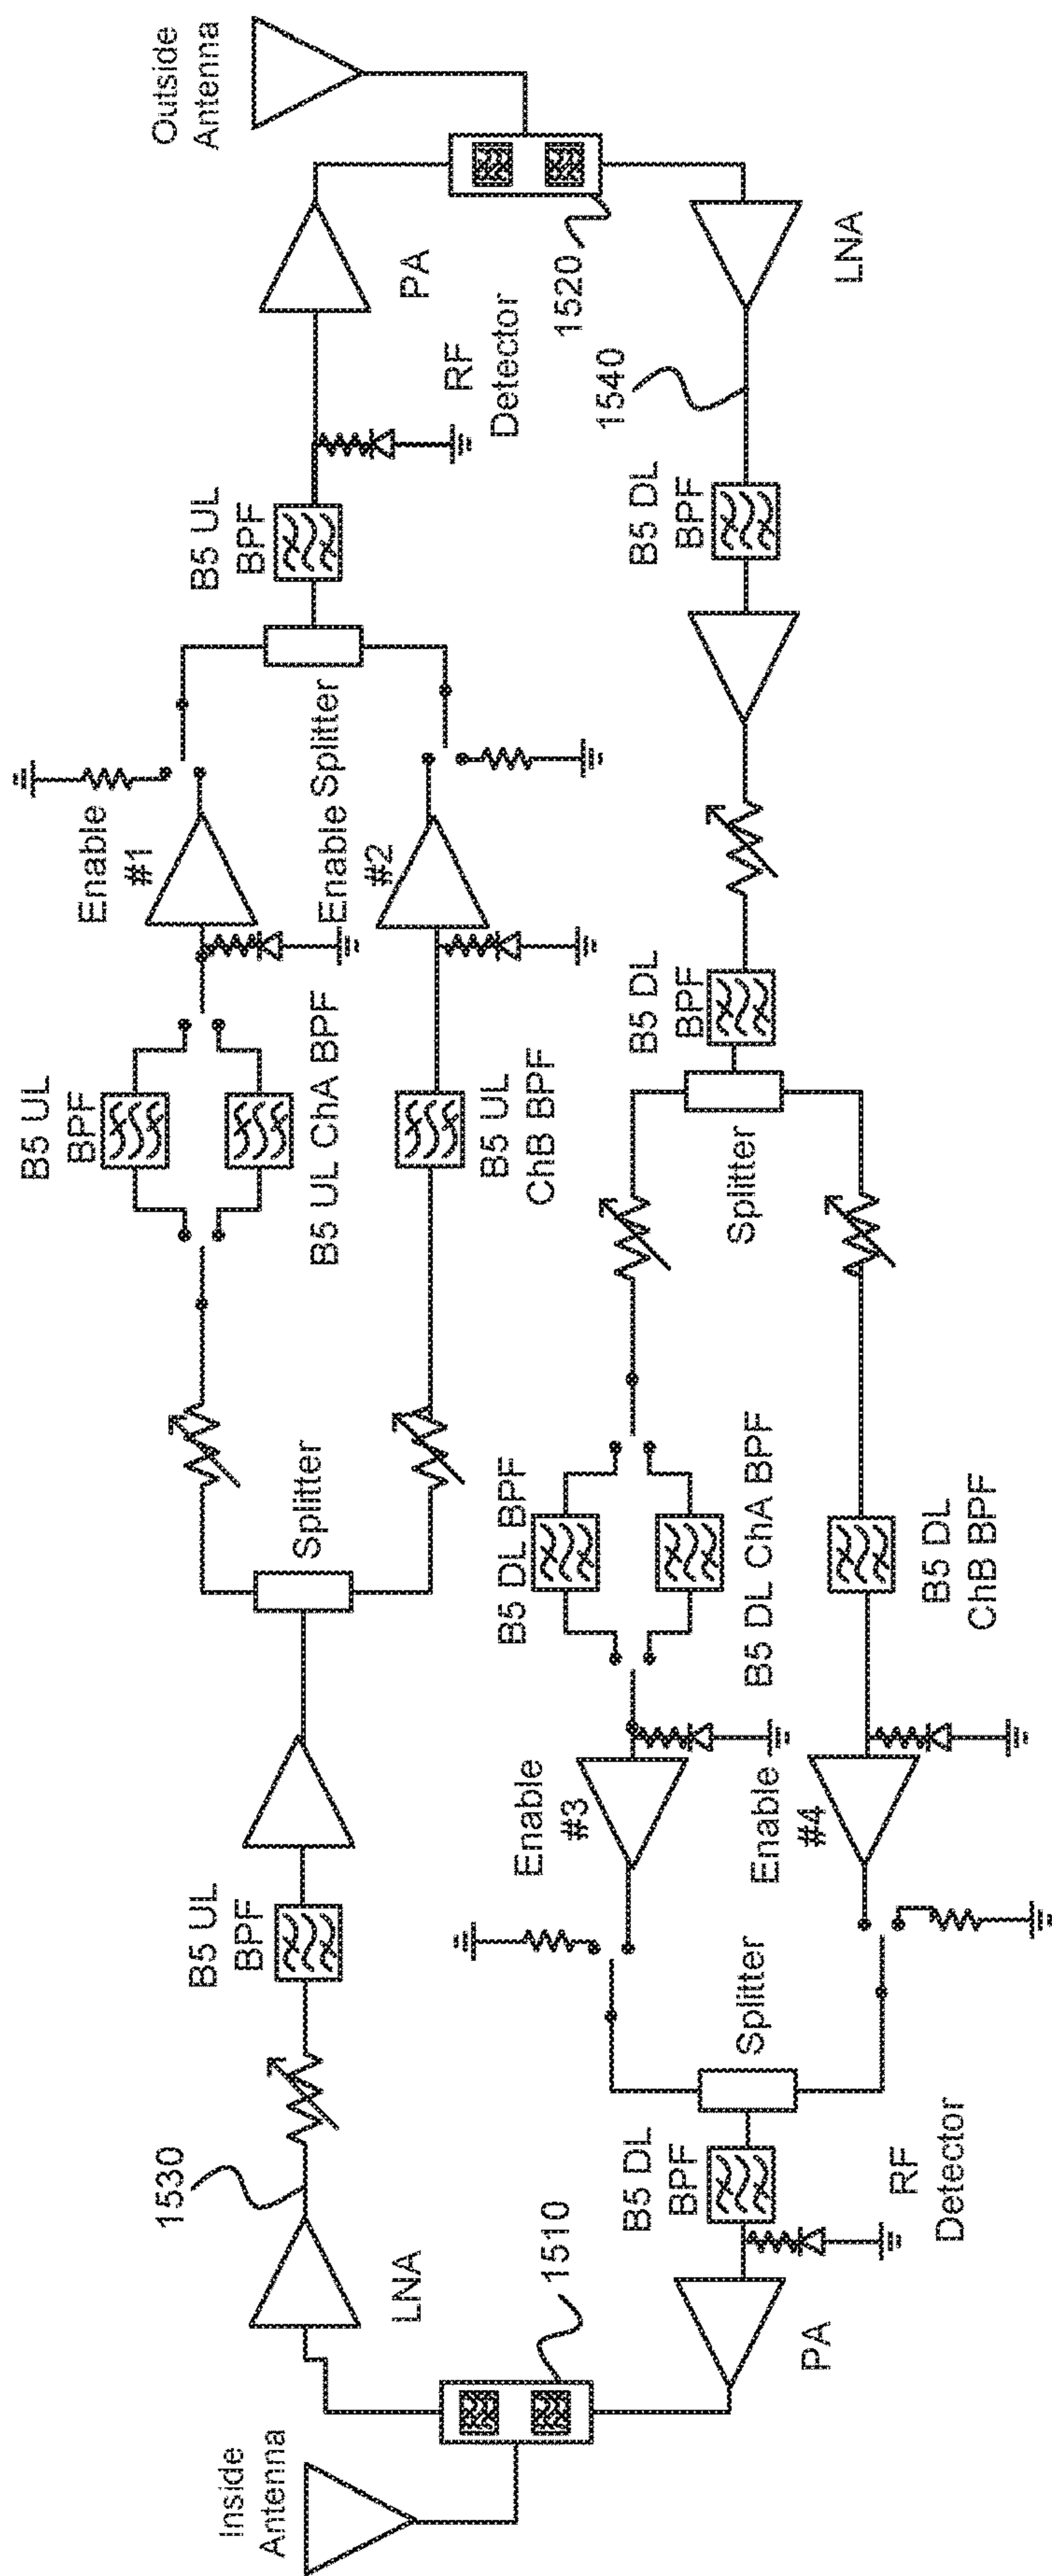 Inside
Antenna
1510
LNA
1530
B5 UL
BPF
Splitter
B5 UL
BPF
B5 UL ChA BPF
B5 UL
ChB BPF
Enable
#1
Enable
#2
Splitter
B5 UL
BPF
RF
Detector
PA
Outside
Antenna
1520
LNA
1540
B5 DL
BPF
B5 DL
BPF
Splitter
B5 DL BPF
B5 DL ChA BPF
B5 DL
ChB BPF
Enable
#3
Enable
#4
Splitter
B5 DL
BPF
RF
Detector
PA